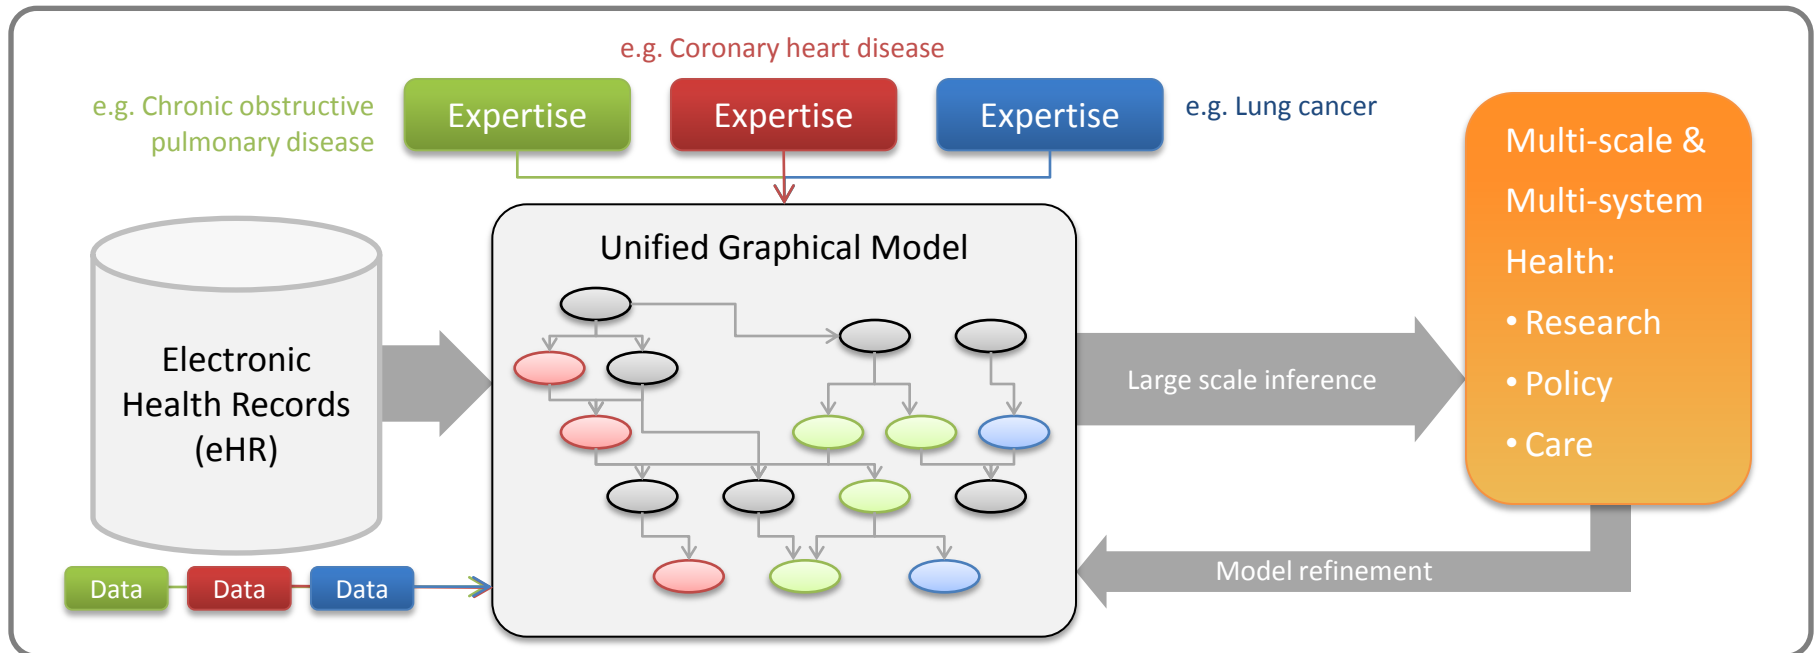 e.g. Coronary heart disease
e.g. Chronic obstructive
pulmonary disease
Expertise
Expertise
Expertise
e.g. Lung cancer
Electronic
Health Records
(eHR)
Data
Data
Data
Unified Graphical Model
Large scale inference
Model refinement
Multi-scale &
Multi-system
Health:
• Research
• Policy
• Care